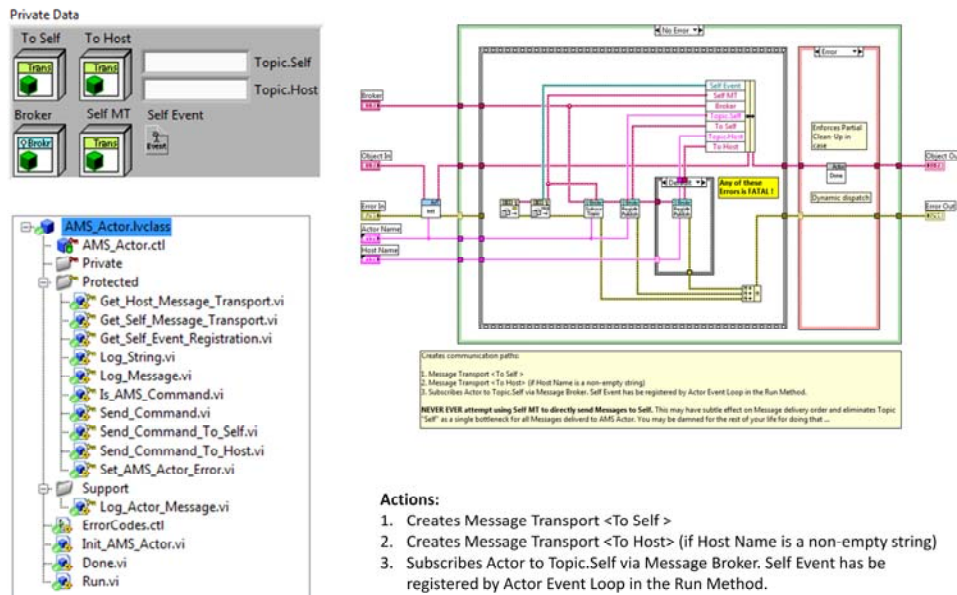 Private Data
To Self To Host
Trans Trans
Topic.Self
Topic.Host
Broker Self MT Self Event
Brokr Trans Event
AMS_Actor.lvclass
AMS_Actor.ctl
Private
Protected
Get_Host_Message_Transport.vi
Get_Self_Message_Transport.vi
Get_Self_Event_Registration.vi
Log_String.vi
Log_Message.vi
Is_AMS_Command.vi
Send_Command.vi
Send_Command_To_Self.vi
Send_Command_To_Host.vi
Set_AMS_Actor_Error.vi
Support
Log_Actor_Message.vi
ErrorCodes.ctl
Init_AMS_Actor.vi
Done.vi
Run.vi
No Error
Error
Broker
Object In
Error In
Actor Name
Host Name
Self Event
Self MT
Broker
Topic.Self
To Self
Topic.Host
To Host
Any of these
Errors is FATAL !
Enforces Partial
Clean-Up in
case
Actor
Done
Dynamic dispatch
Object Ou
Error Out
Creates communication paths:
1. Message Transport <To Self >
2. Message Transport <To Host> (if Host Name is a non-empty string)
3. Subscribes Actor to Topic.Self via Message Broker. Self Event has be registered by Actor Event Loop in the Run Method.
NEVER EVER attempt using Self MT to directly send Messages to Self. This may have subtle effect on Message delivery order and eliminates Topic
"Self" as a single bottleneck for all Messages deliverd to AMS Actor. You may be damned for the rest of your life for doing that ...
Actions:
1. Creates Message Transport <To Self >
2. Creates Message Transport <To Host> (if Host Name is a non-empty string)
3. Subscribes Actor to Topic.Self via Message Broker. Self Event has be
registered by Actor Event Loop in the Run Method.